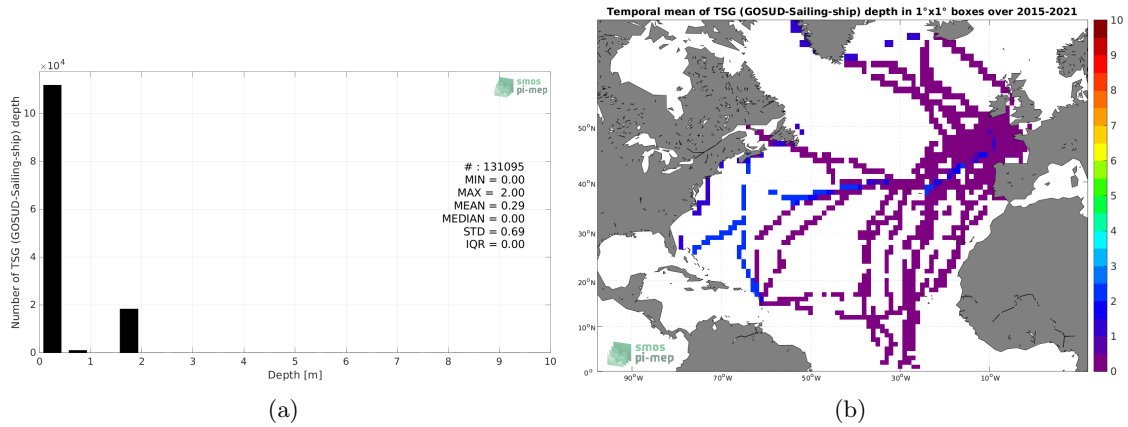 ×10⁴
smos
pi-mep
10
8
6
4
2
0
Number of TSG (GOSUD-Sailing-ship) depth
# : 131095
MIN = 0.00
MAX = 2.00
MEAN = 0.29
MEDIAN = 0.00
STD = 0.69
IQR = 0.00
0 1 2 3 4 5 6 7 8 9 10
Depth [m]
(a)
Temporal mean of TSG (GOSUD-Sailing-ship) depth in 1°x1° boxes over 2015-2021
50°N
40°N
30°N
20°N
10°N
0°
90°W 70°W 50°W 30°W 10°W
smos
pi-mep
10
9
8
7
6
5
4
3
2
1
0
(b)